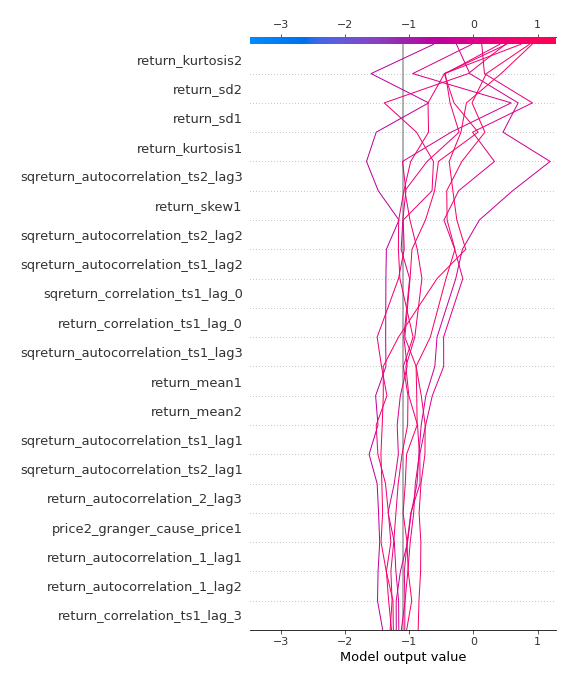 −3 −2 −1 0 1
return_kurtosis2
return_sd2
return_sd1
return_kurtosis1
sqreturn_autocorrelation_ts2_lag3
return_skew1
sqreturn_autocorrelation_ts2_lag2
sqreturn_autocorrelation_ts1_lag2
sqreturn_correlation_ts1_lag_0
return_correlation_ts1_lag_0
sqreturn_autocorrelation_ts1_lag3
return_mean1
return_mean2
sqreturn_autocorrelation_ts1_lag1
sqreturn_autocorrelation_ts2_lag1
return_autocorrelation_2_lag3
price2_granger_cause_price1
return_autocorrelation_1_lag1
return_autocorrelation_1_lag2
return_correlation_ts1_lag_3
−3 −2 −1 0 1
Model output value